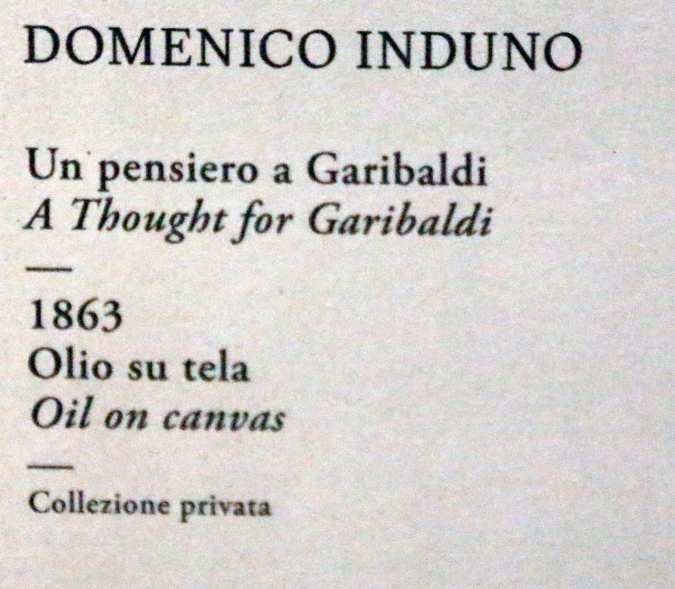 DOMENICO INDUNO
Un pensiero a Garibaldi
A Thought for Garibaldi
1863
Olio su tela
Oil on canvas
Collezione privata